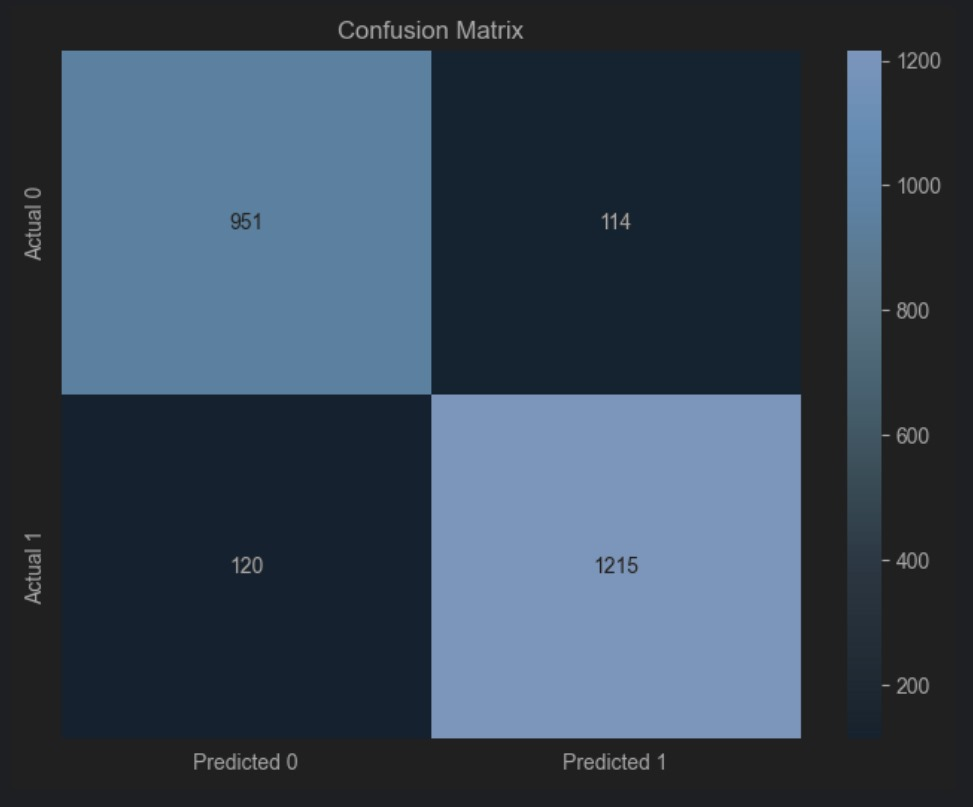 Confusion Matrix
Actual 0
951
114
Actual 1
120
1215
Predicted 0
Predicted 1
1200
1000
800
600
400
200